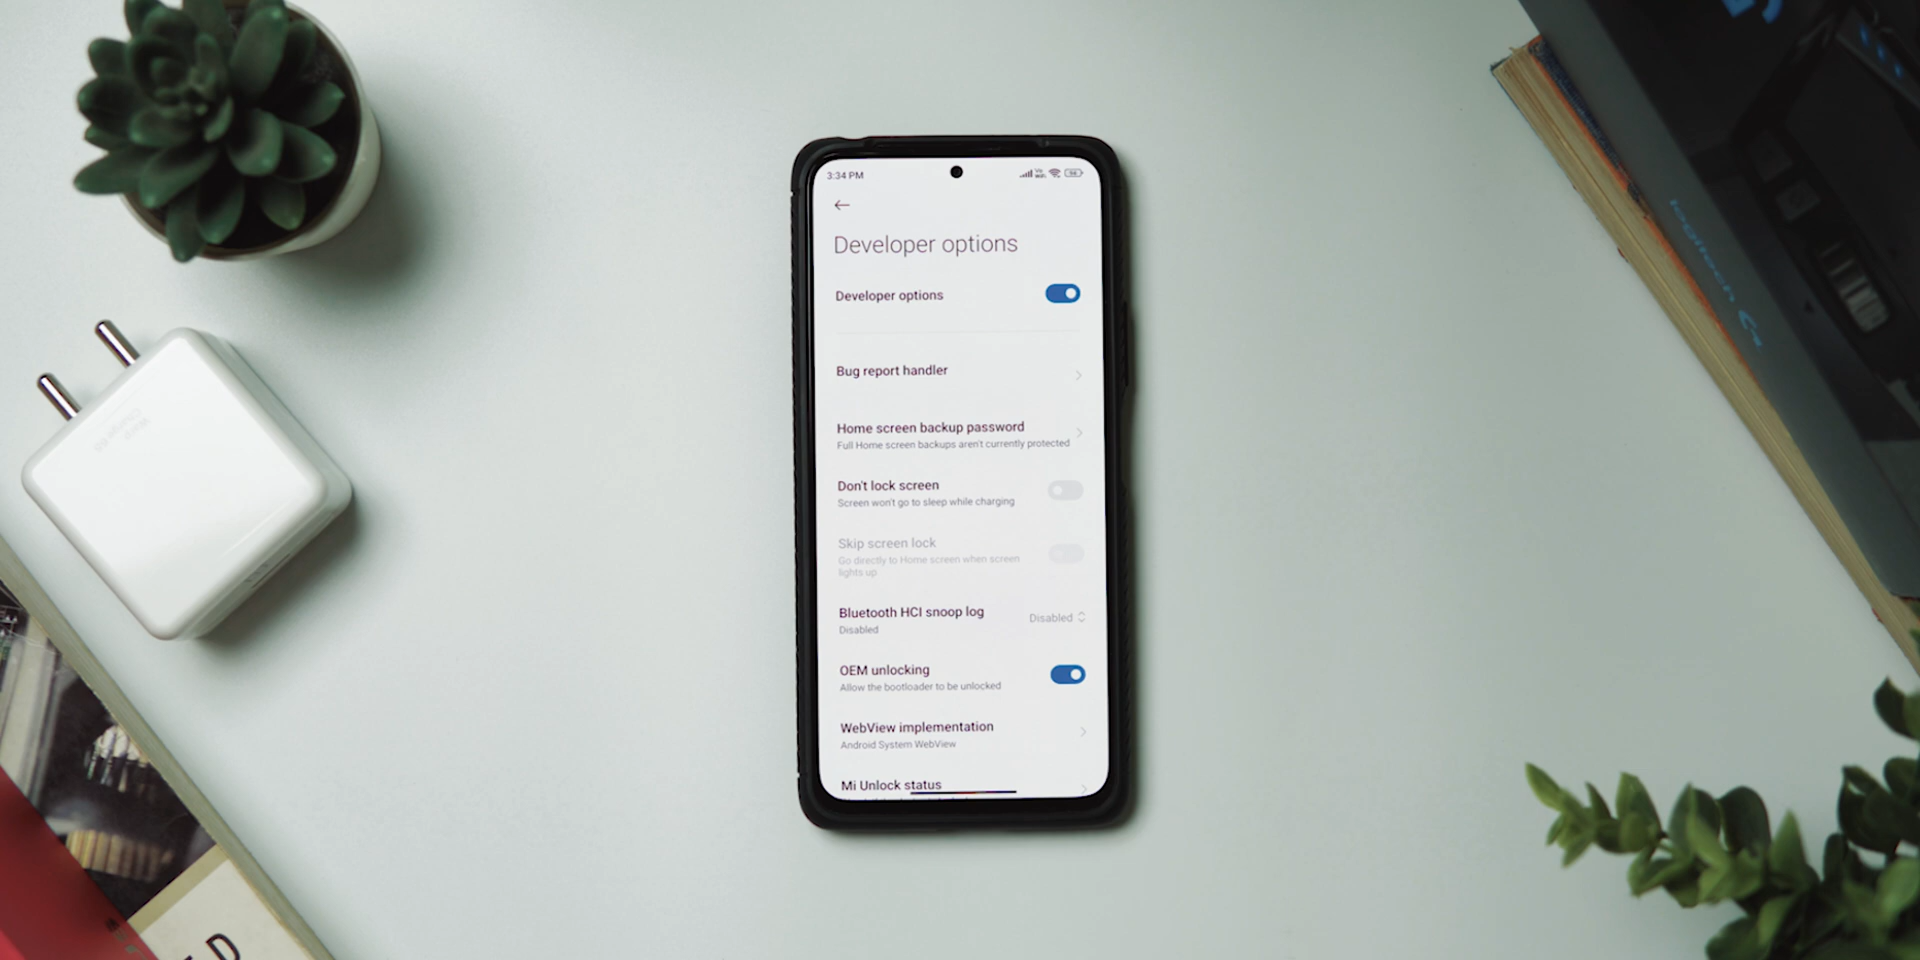 3:34 PM
Developer options
Developer options
Bug report handler
Home screen backup password
Full Home screen backups aren't currently protected
Don't lock screen
Screen won't go to sleep while charging
Skip screen lock
Go directly to Home screen when screen
lights up
Bluetooth HCI snoop log
Disabled
Disabled
OEM unlocking
Allow the bootloader to be unlocked
WebView implementation
Android System WebView
Mi Unlock status
logitech G